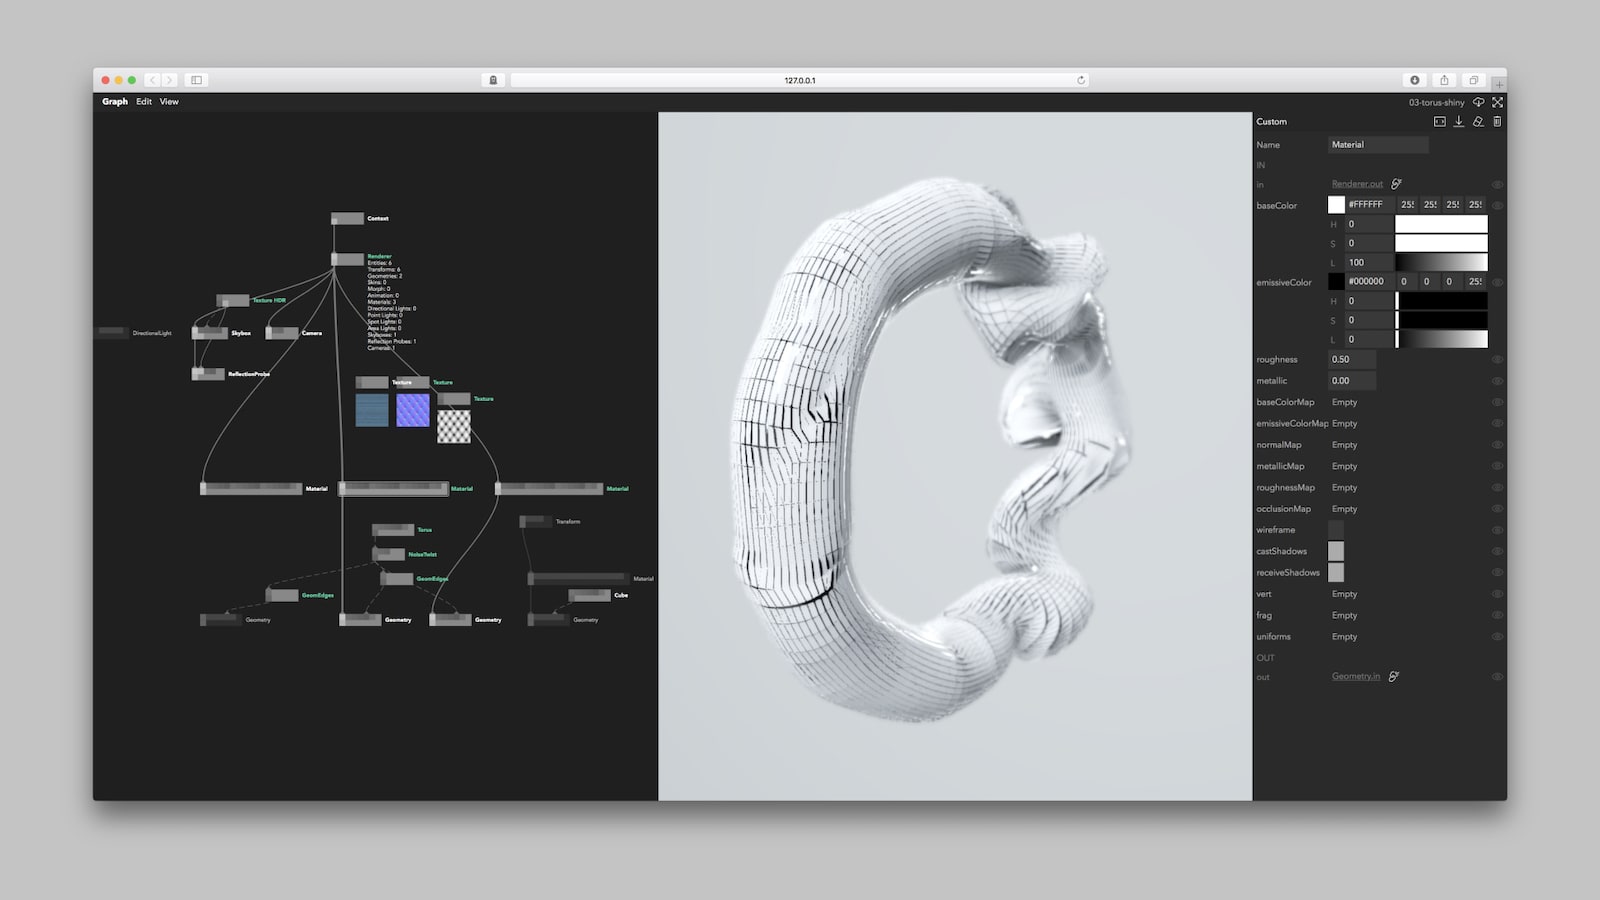 127.0.0.1
Graph Edit View
03-torus-shiny
Context
Renderer
Entities: 6
Transforms: 6
Geometries: 2
Skins: 0
Morph: 0
Animation: 0
Materials: 3
Directional Lights: 0
Point Lights: 0
Spot Lights: 0
Area Lights: 0
Skyboxes: 1
Reflection Probes: 1
Cameras: 1
Texture HDR
DirectionalLight
Skybox
Camera
ReflectionProbe
Texture
Texture
Texture
Material
Material
Material
Torus
Transform
NoiseTwist
GeomEdges
Material
GeomEdges
Cube
Geometry
Geometry
Geometry
Geometry
Custom
Name Material
IN
in Renderer.out
baseColor #FFFFFF 255 255 255 255
H 0
S 0
L 100
emissiveColor #000000 0 0 0 255
H 0
S 0
L 0
roughness 0.50
metallic 0.00
baseColorMap Empty
emissiveColorMap Empty
normalMap Empty
metallicMap Empty
roughnessMap Empty
occlusionMap Empty
wireframe
castShadows
receiveShadows
vert Empty
frag Empty
uniforms Empty
OUT
out Geometry.in